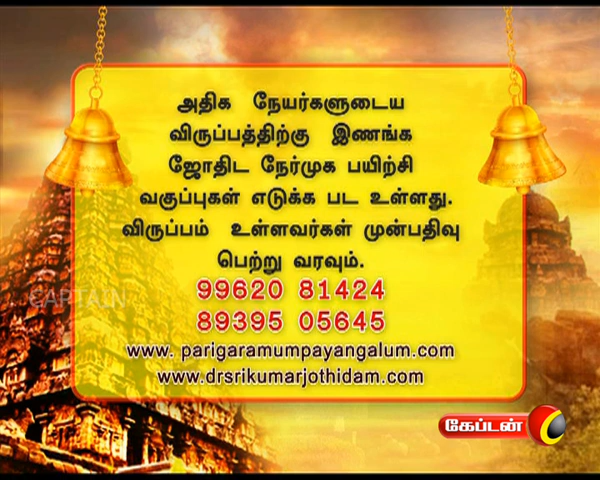 அதிக நேயர்களுடைய
விருப்பத்திற்கு இணங்க
ஜோதிட நேர்முக பயிற்சி
வகுப்புகள் எடுக்க பட உள்ளது.
விருப்பம் உள்ளவர்கள் முன்பதிவு
பெற்று வரவும்.
99620 81424
89395 05645
www. parigaramumpayangalum.com
www.drsrikumarjothidam.com
CAPTAIN
கேப்டன்